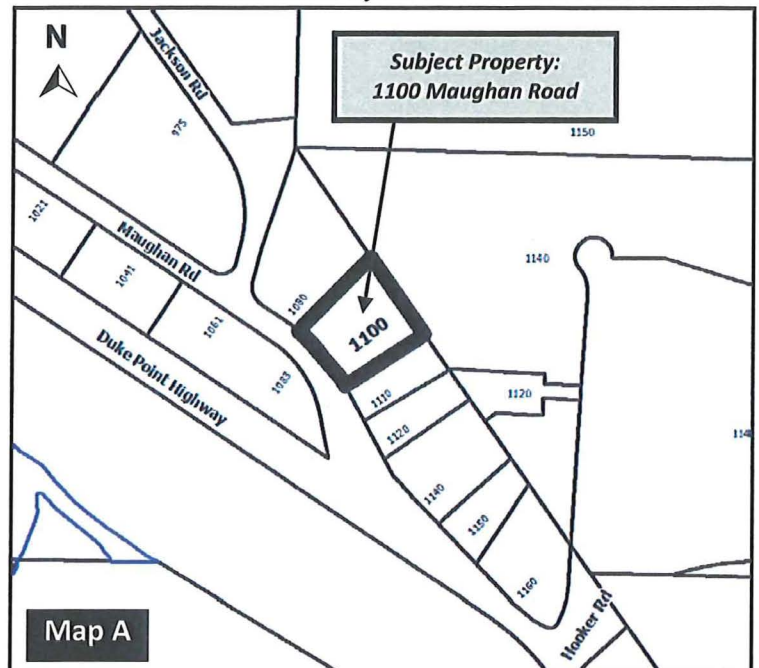 N
Jackson Rd
Subject Property:
1100 Maughan Road
1150
975
1021
Maughan Rd
1041
1140
1080
1100
1061
Duke Point Highway
1083
1110
1120
1120
1140
1150
1160
Hooker Rd
Map A